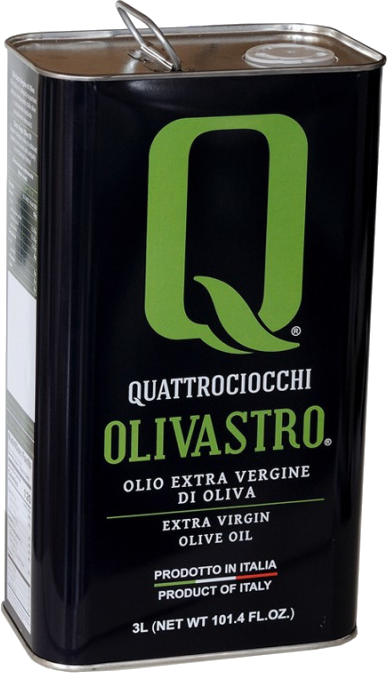 Q®
QUATTROCIOCCHI
OLIVASTRO®
OLIO EXTRA VERGINE
DI OLIVA
EXTRA VIRGIN
OLIVE OIL
PRODOTTO IN ITALIA
PRODUCT OF ITALY
3L (NET WT 101.4 FL.OZ.)